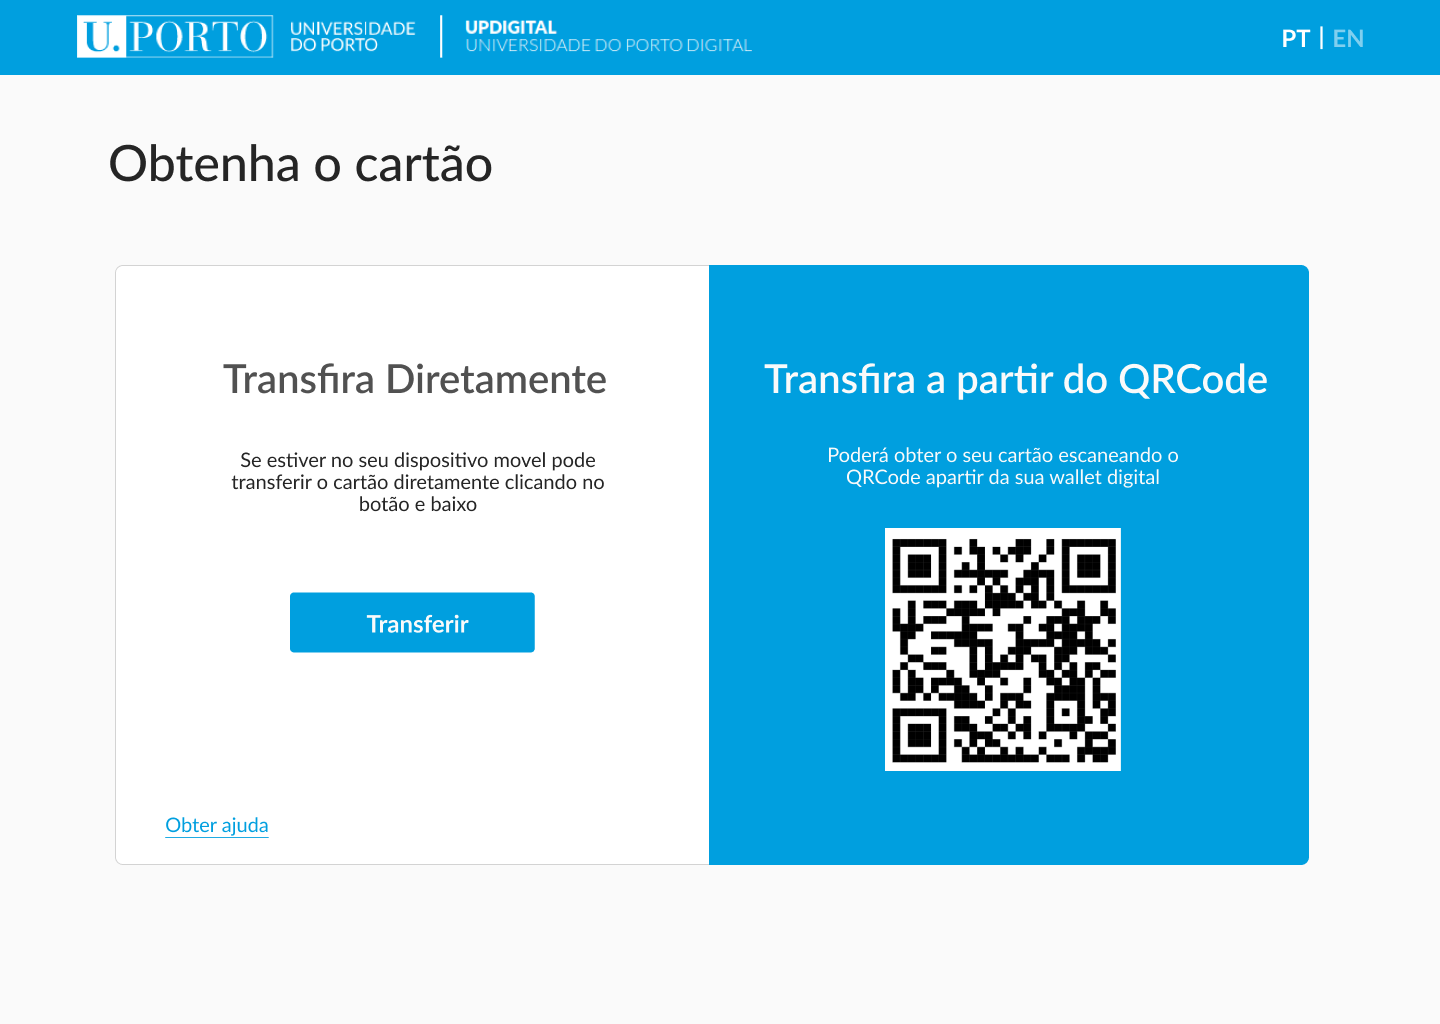 U.PORTO
UNIVERSIDADE
DO PORTO
UPDIGITAL
UNIVERSIDADE DO PORTO DIGITAL
PT | EN
Obtenha o cartão
Transfira Diretamente
Se estiver no seu dispositivo movel pode
transferir o cartão diretamente clicando no
botão e baixo
Transferir
Obter ajuda
Transfira a partir do QRCode
Poderá obter o seu cartão escaneando o
QRCode apartir da sua wallet digital